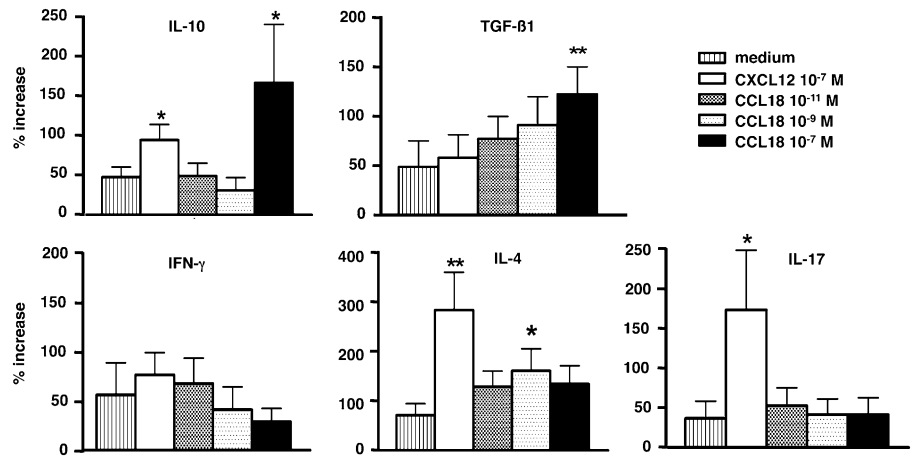 IL-10
% increase
250
200
150
100
50
0
*
*
TGF-ß1
200
150
100
50
0
**
medium
CXCL12 10⁻⁷ M
CCL18 10⁻¹¹ M
CCL18 10⁻⁹ M
CCL18 10⁻⁷ M
IFN-γ
% increase
200
150
100
50
0
IL-4
400
300
200
100
0
**
*
IL-17
250
200
150
100
50
0
*